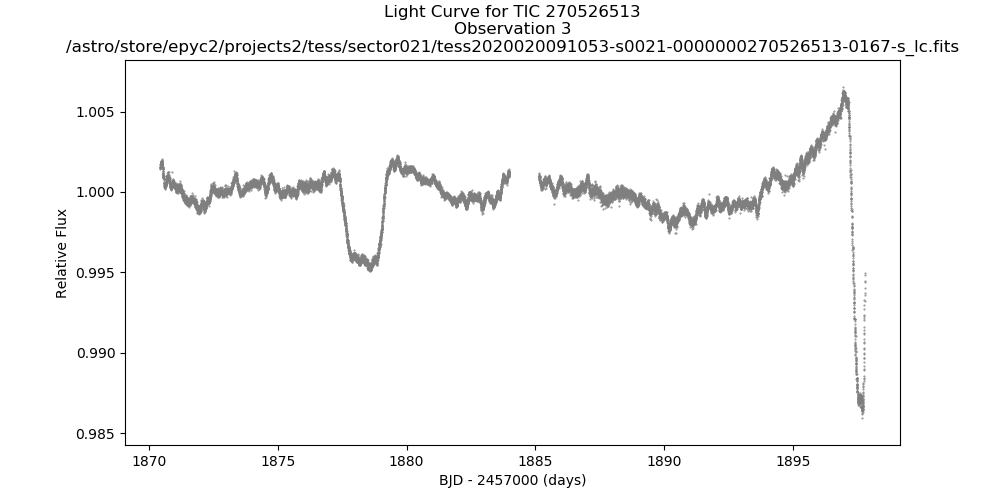 Light Curve for TIC 270526513
Observation 3
/astro/store/epyc2/projects2/tess/sector021/tess2020020091053-s0021-0000000270526513-0167-s_lc.fits
1.005
1.000
0.995
0.990
0.985
Relative Flux
1870 1875 1880 1885 1890 1895
BJD - 2457000 (days)